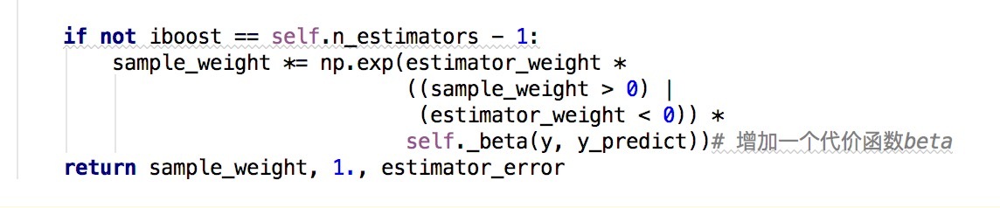 if not iboost == self.n_estimators - 1:
    sample_weight *= np.exp(estimator_weight *
                            ((sample_weight > 0) |
                             (estimator_weight < 0)) *
                            self._beta(y, y_predict))# 增加一个代价函数beta
return sample_weight, 1., estimator_error